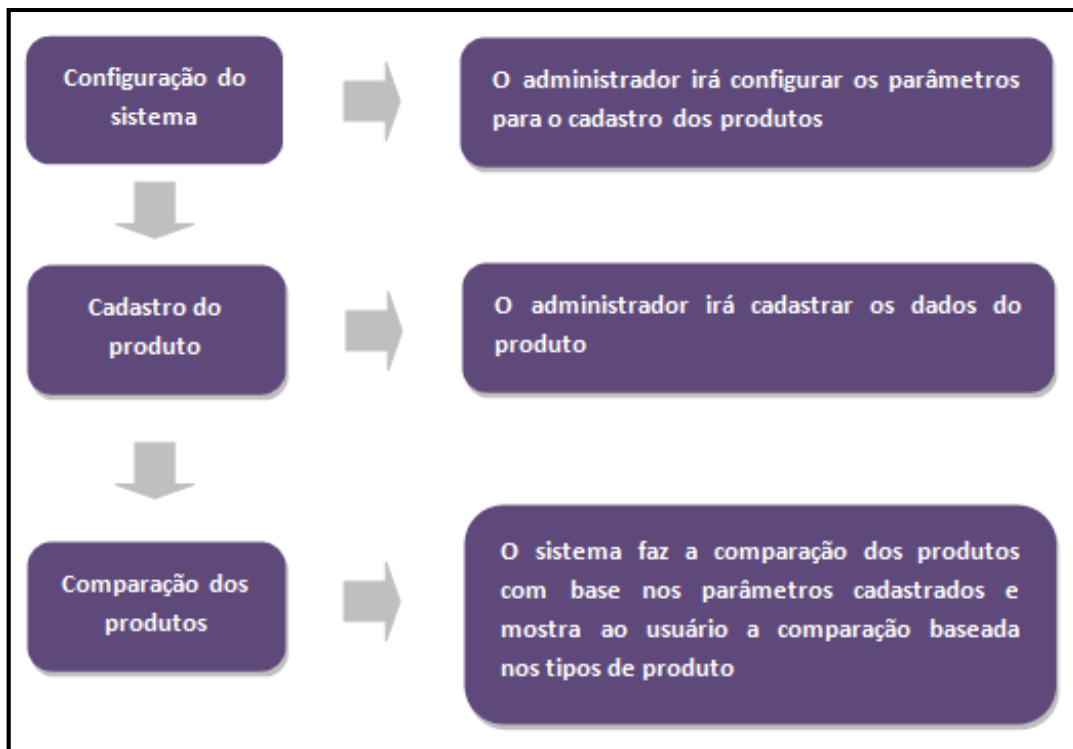 Configuração do
sistema
O administrador irá configurar os parâmetros
para o cadastro dos produtos
Cadastro do
produto
O administrador irá cadastrar os dados do
produto
Comparação dos
produtos
O sistema faz a comparação dos produtos
com base nos parâmetros cadastrados e
mostra ao usuário a comparação baseada
nos tipos de produto